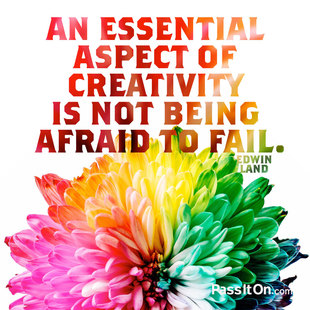 AN ESSENTIAL
ASPECT OF
CREATIVITY
IS NOT BEING
AFRAID TO FAIL.
EDWIN
LAND
PassItOn.com